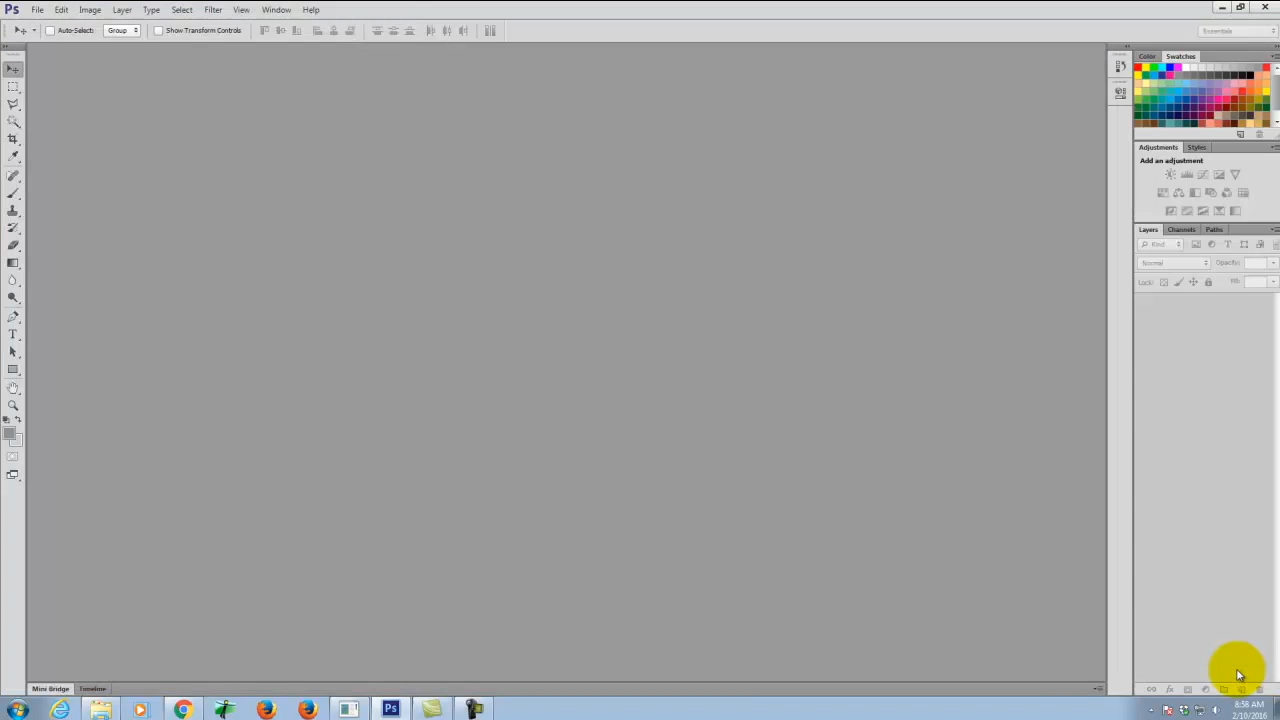 Ps File Edit Image Layer Type Select Filter View Window Help
Auto-Select: Group Show Transform Controls Essentials
Color Swatches
Adjustments Styles
Add an adjustment
Layers Channels Paths
Kind
Normal Opacity:
Lock: Fill:
Mini Bridge Timeline
Ps 8:58 AM
2/10/2016